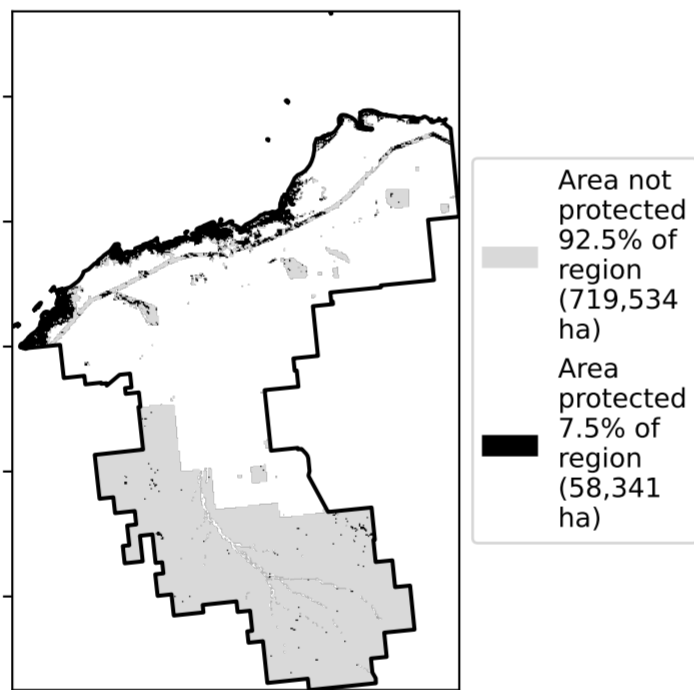 Area not
protected
92.5% of
region
(719,534
ha)
Area
protected
7.5% of
region
(58,341
ha)